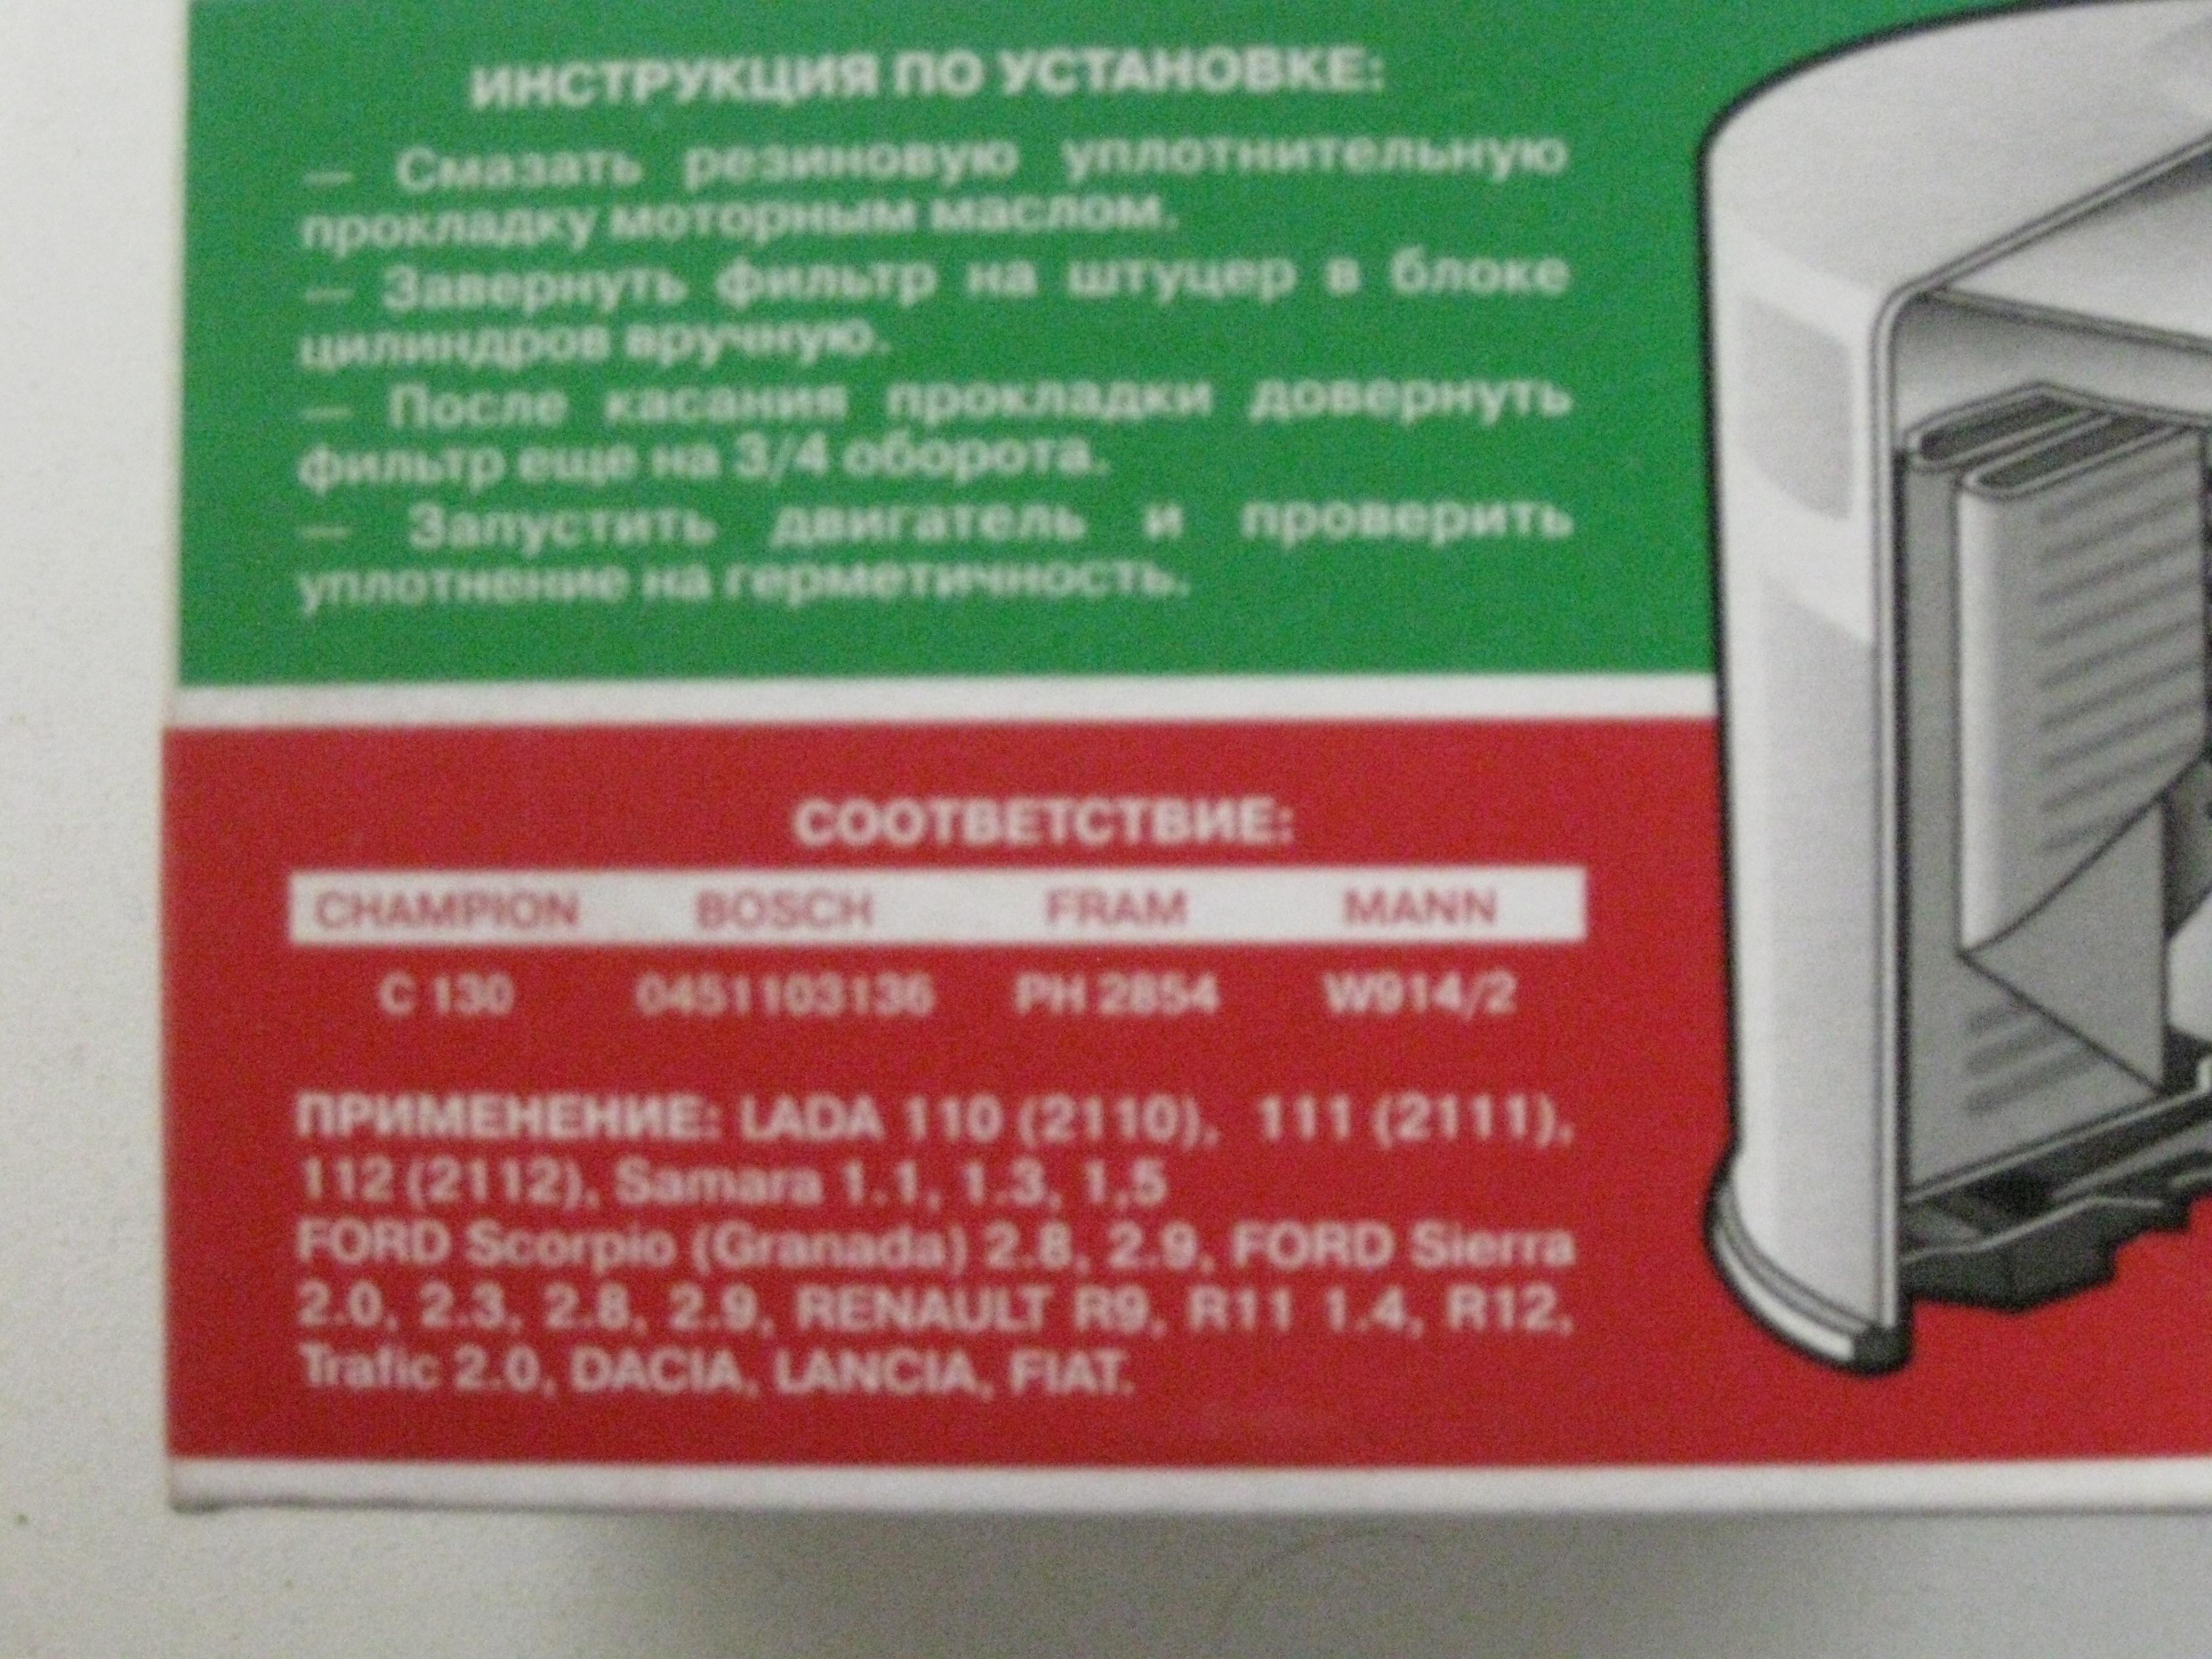 ИНСТРУКЦИЯ ПО УСТАНОВКЕ:
— Смазать резиновую уплотнительную
прокладку моторным маслом.
— Завернуть фильтр на штуцер в блоке
цилиндров вручную.
— После касания прокладки довернуть
фильтр еще на 3/4 оборота.
— Запустить двигатель и проверить
уплотнение на герметичность.
СООТВЕТСТВИЕ:
CHAMPION BOSCH FRAM MANN
C 130 0451103136 PH 2854 W914/2
ПРИМЕНЕНИЕ: LADA 110 (2110), 111 (2111),
112 (2112), Samara 1.1, 1.3, 1,5
FORD Scorpio (Granada) 2.8, 2.9, FORD Sierra
2.0, 2.3, 2.8, 2.9, RENAULT R9, R11 1.4, R12,
Trafic 2.0, DACIA, LANCIA, FIAT.